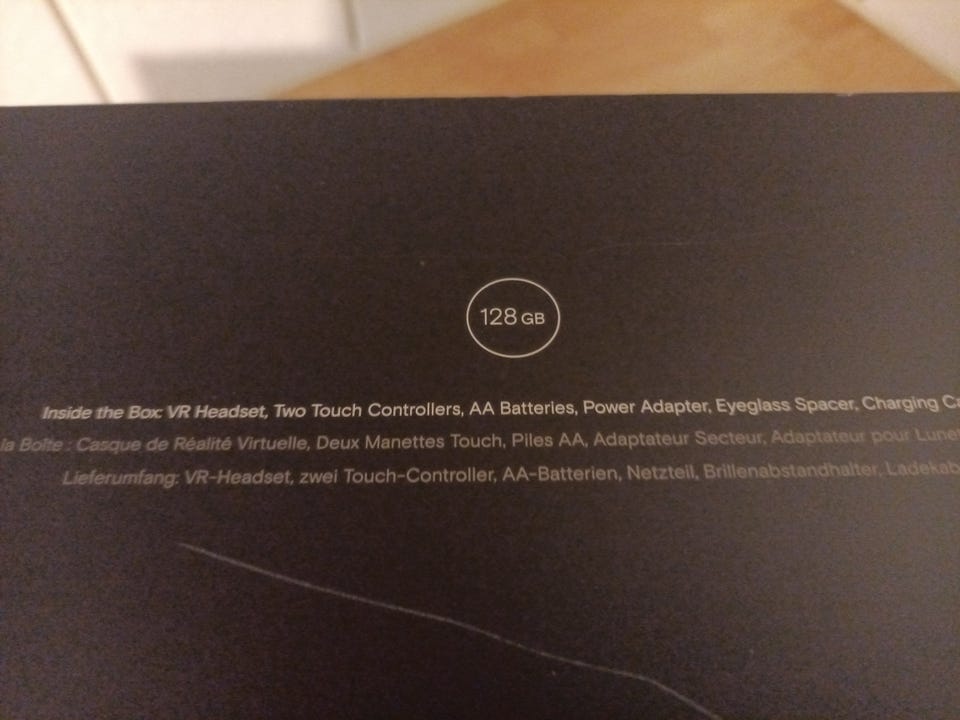 128 GB
Inside the Box: VR Headset, Two Touch Controllers, AA Batteries, Power Adapter, Eyeglass Spacer, Charging
la Boîte : Casque de Réalité Virtuelle, Deux Manettes Touch, Piles AA, Adaptateur Secteur, Adaptateur pour
Lieferumfang: VR-Headset, zwei Touch-Controller, AA-Batterien, Netzteil, Brillenabstandhalter,